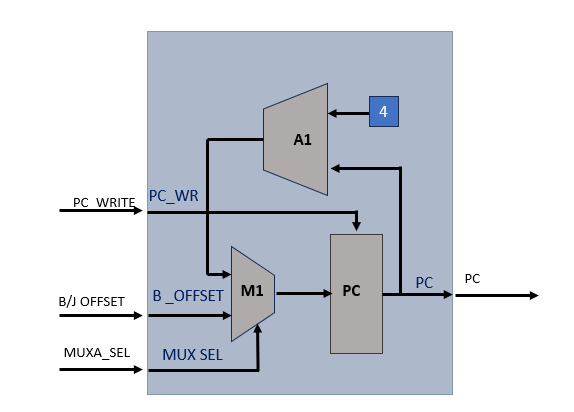 4
A1
PC_WRITE
PC_WR
B/J OFFSET
B _OFFSET
M1
PC
PC
PC
MUXA_SEL
MUX SEL